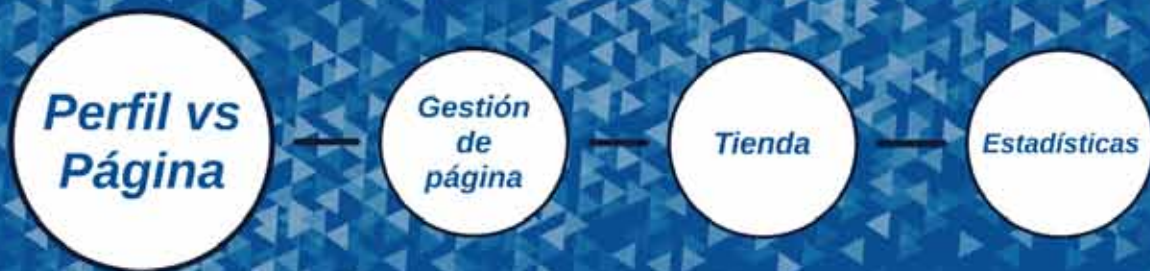 Perfil vs
Página
Gestión
de
página
Tienda
Estadísticas